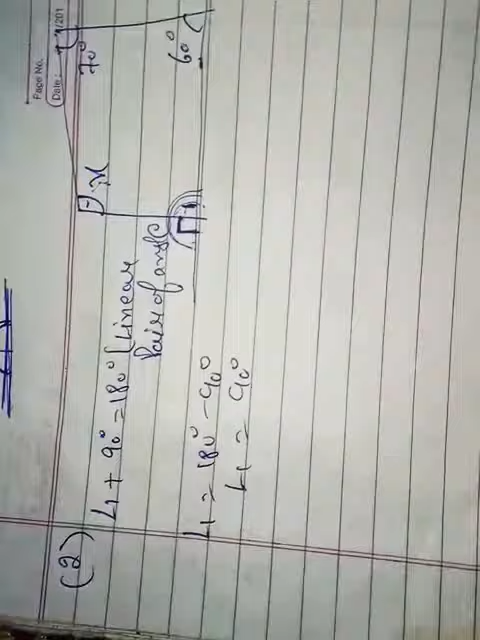 Page No.
Date: /201
70°
60°
x
1
(2) ∠1 + 90° = 180° (Linear
Pair of angle)
∠1 = 180° - 90°
∠1 = 90°